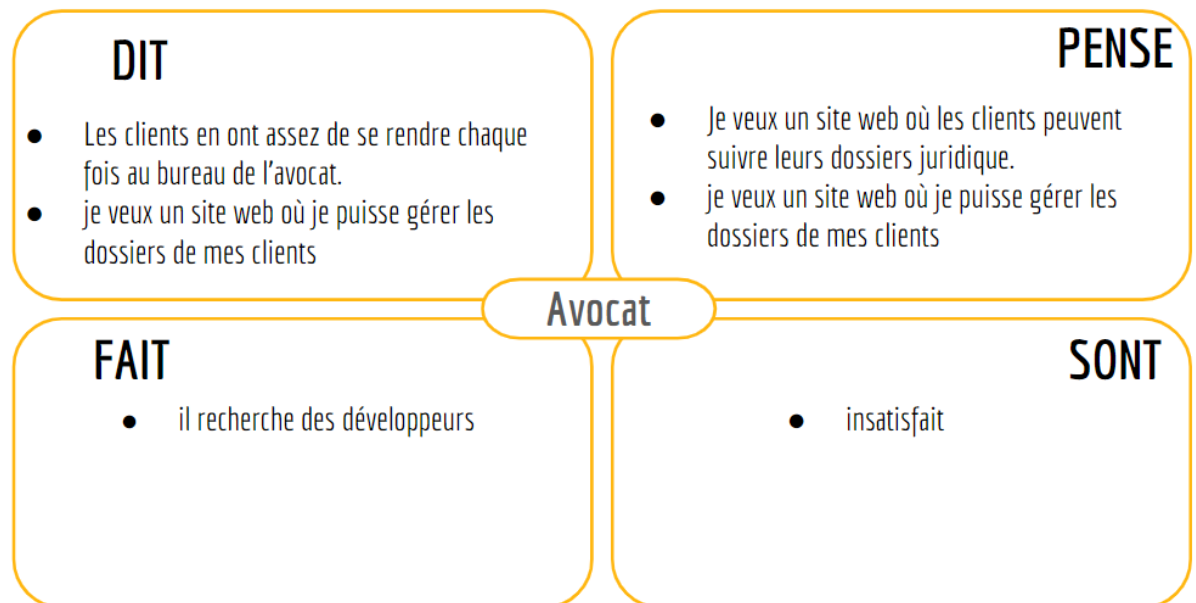 DIT
● Les clients en ont assez de se rendre chaque
fois au bureau de l'avocat.
● je veux un site web où je puisse gérer les
dossiers de mes clients
PENSE
● Je veux un site web où les clients peuvent
suivre leurs dossiers juridique.
● je veux un site web où je puisse gérer les
dossiers de mes clients
Avocat
FAIT
● il recherche des développeurs
SONT
● insatisfait